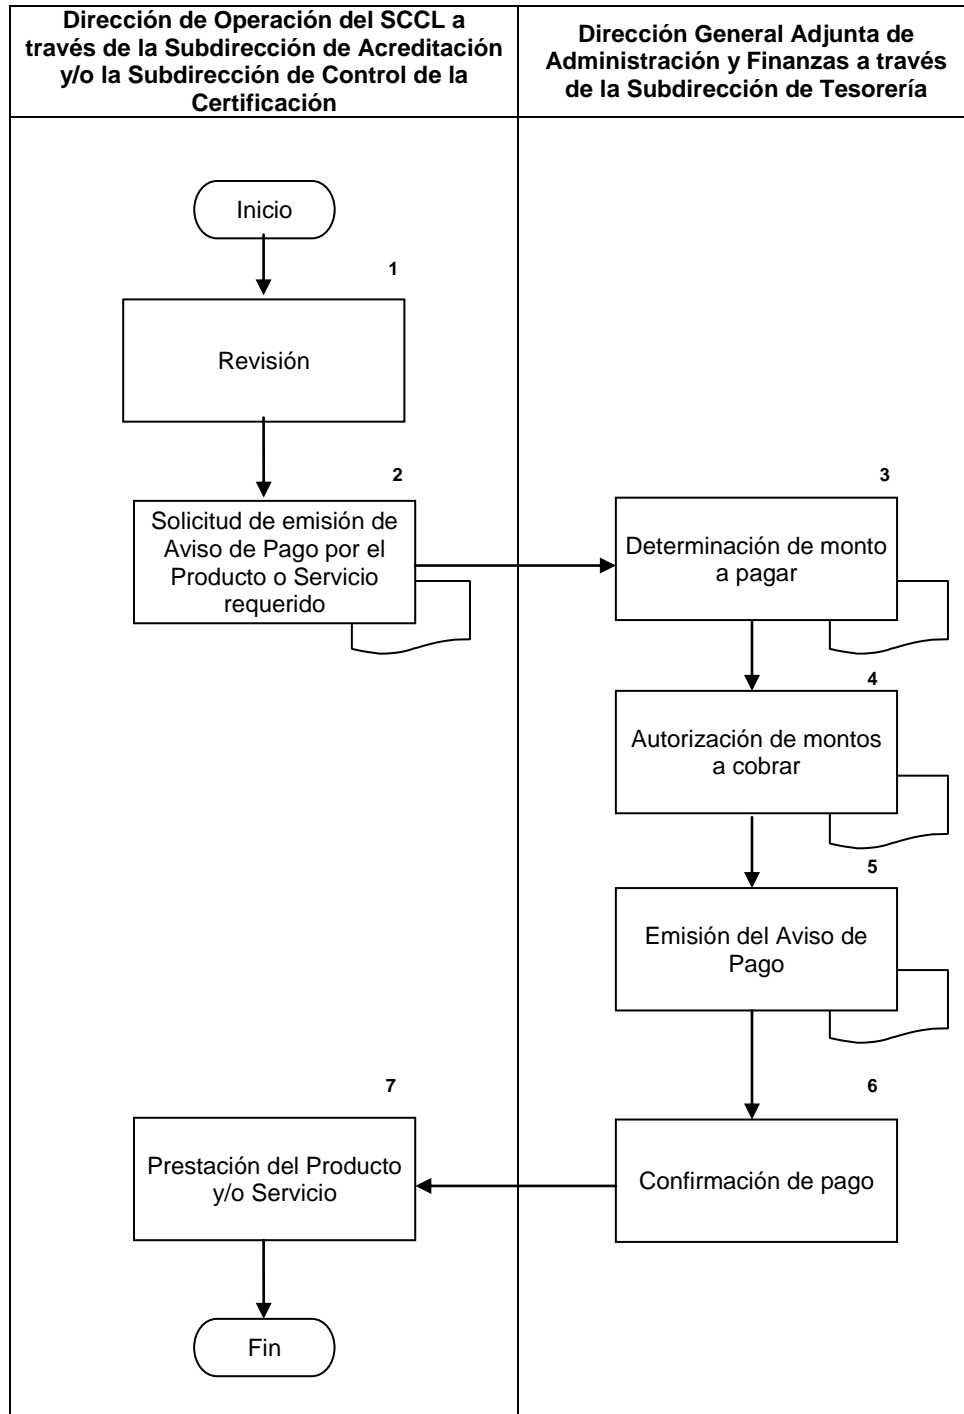 Dirección de Operación del SCCL a
través de la Subdirección de Acreditación
y/o la Subdirección de Control de la
Certificación
Dirección General Adjunta de
Administración y Finanzas a través
de la Subdirección de Tesorería
Inicio
1
Revisión
2
Solicitud de emisión de
Aviso de Pago por el
Producto o Servicio
requerido
3
Determinación de monto
a pagar
4
Autorización de montos
a cobrar
5
Emisión del Aviso de
Pago
6
Confirmación de pago
7
Prestación del Producto
y/o Servicio
Fin